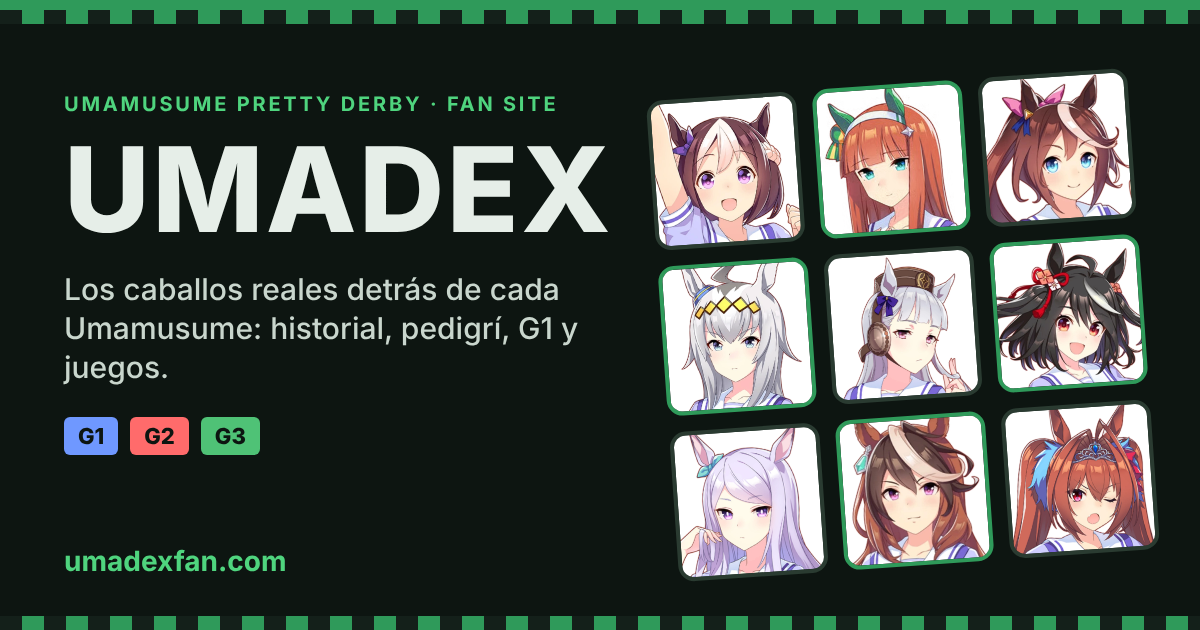 UMAMUSUME PRETTY DERBY · FAN SITE
UMADEX
Los caballos reales detrás de cada
Umamusume: historial, pedigrí, G1 y
juegos.
G1 G2 G3
umadexfan.com